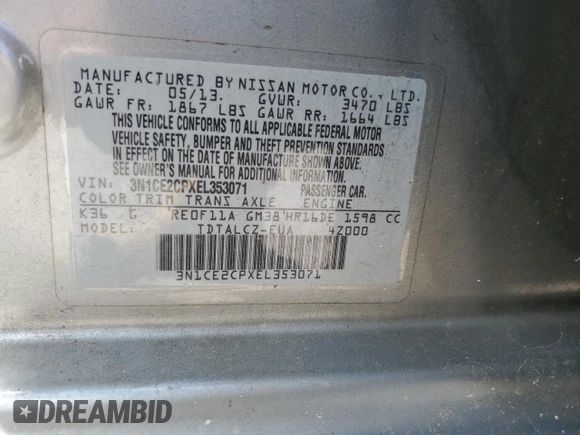 MANUFACTURED BY NISSAN MOTOR CO., LTD.
DATE: 05/13. GVWR: 3470 LBS
GAWR FR: 1867 LBS GAWR RR: 1664 LBS
THIS VEHICLE CONFORMS TO ALL APPLICABLE FEDERAL MOTOR
VEHICLE SAFETY, BUMPER AND THEFT PREVENTION STANDARDS
IN EFFECT ON THE DATE OF MANUFACTURE SHOWN ABOVE.
SEE OWNER'S MANUAL FOR ADDITIONAL INFORMATION.
VIN: 3N1CE2CPXEL353071 PASSENGER CAR.
COLOR TRIM TRANS AXLE ENGINE
K36 G RE0F11A GM38 HR16DE 1598 CC
TDTALCZ-EUA 4Z000
3N1CE2CPXEL353071
DREAMBID